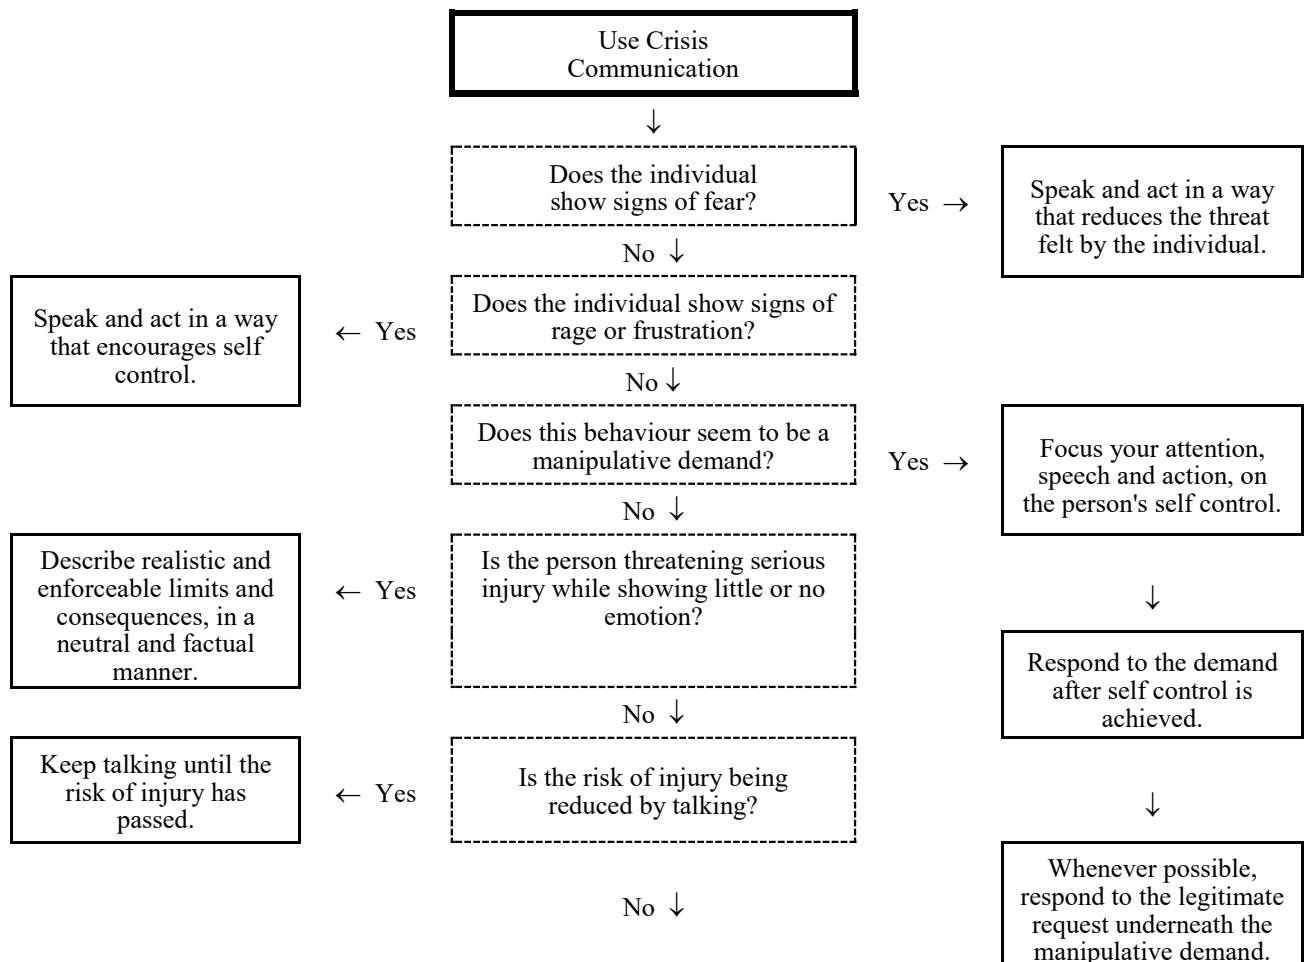 Use Crisis
Communication
↓
Does the individual
show signs of fear?
Yes →
Speak and act in a way
that reduces the threat
felt by the individual.
No ↓
Does the individual show signs of
rage or frustration?
← Yes
Speak and act in a way
that encourages self
control.
No ↓
Does this behaviour seem to be a
manipulative demand?
Yes →
Focus your attention,
speech and action, on
the person's self control.
↓
Respond to the demand
after self control is
achieved.
↓
Whenever possible,
respond to the legitimate
request underneath the
manipulative demand.
No ↓
Is the person threatening serious
injury while showing little or no
emotion?
← Yes
Describe realistic and
enforceable limits and
consequences, in a
neutral and factual
manner.
No ↓
Is the risk of injury being
reduced by talking?
← Yes
Keep talking until the
risk of injury has
passed.
No ↓